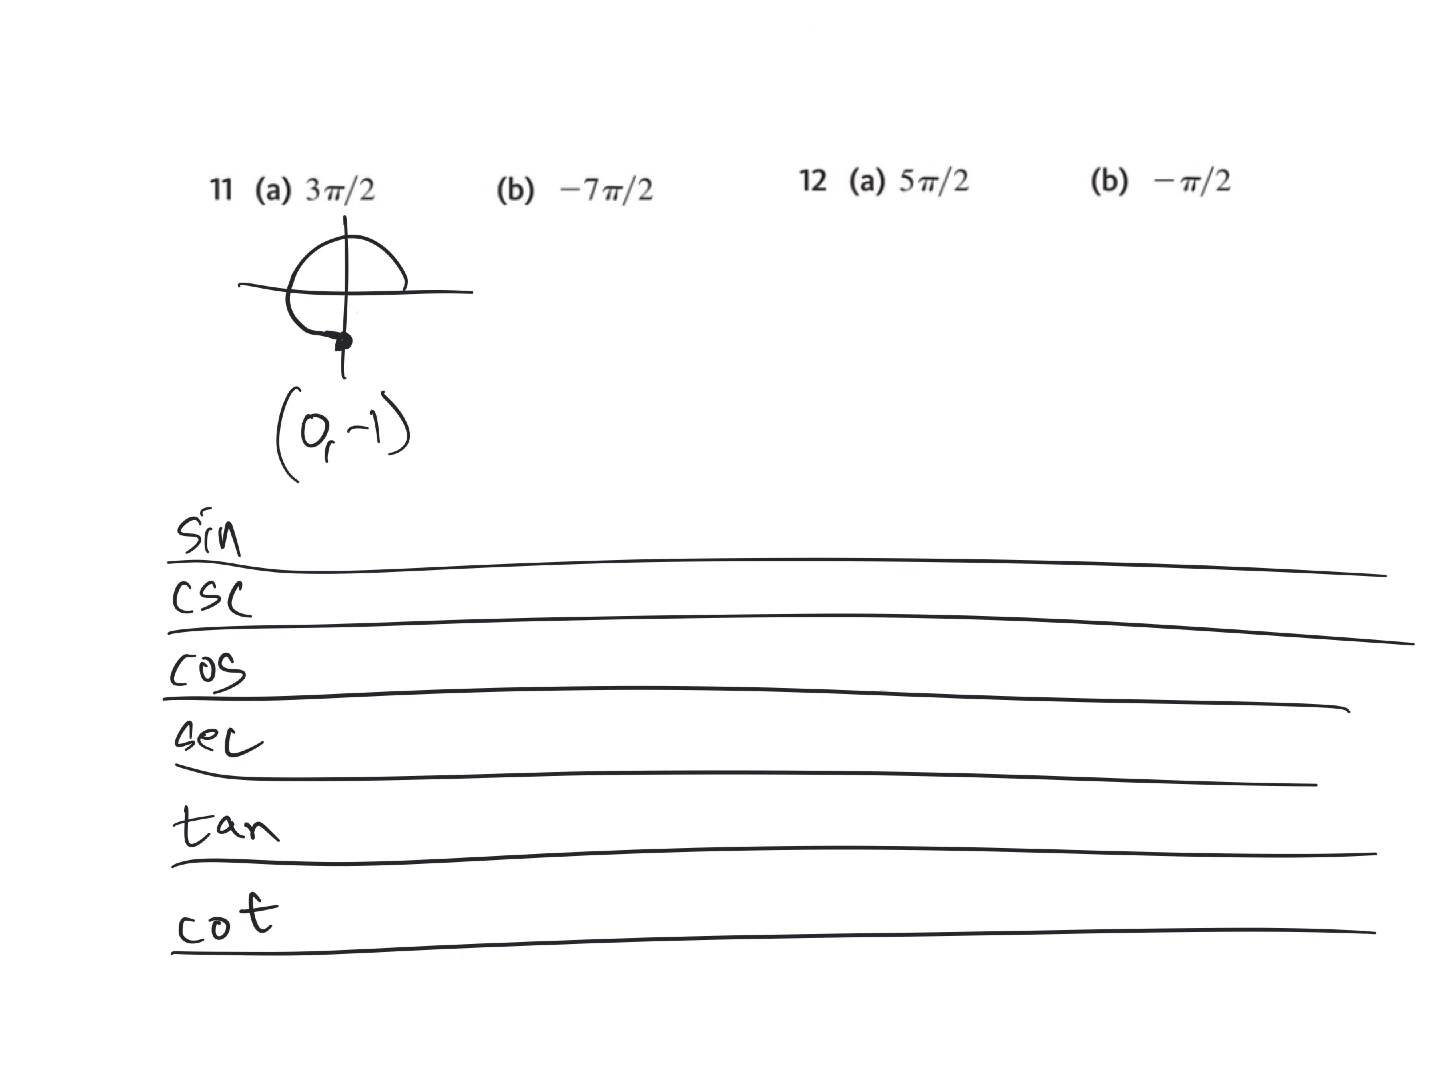 11 (a) 3π/2 (b) −7π/2 12 (a) 5π/2 (b) −π/2
(0, -1)
sin
csc
cos
sec
tan
cot